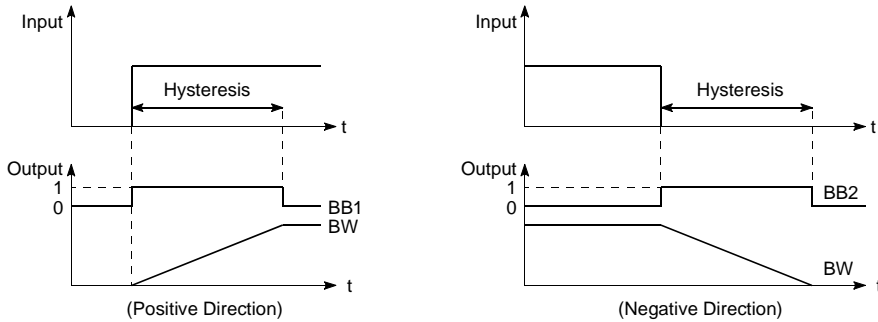 Input
Hysteresis
t
Output
1
0
BB1
BW
t
(Positive Direction)
Input
Hysteresis
t
Output
1
0
BB2
BW
t
(Negative Direction)